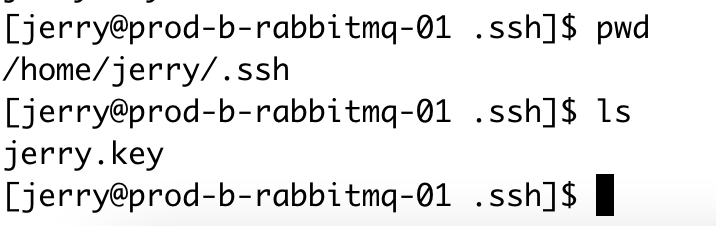 [jerry@prod-b-rabbitmq-01 .ssh]$ pwd
/home/jerry/.ssh
[jerry@prod-b-rabbitmq-01 .ssh]$ ls
jerry.key
[jerry@prod-b-rabbitmq-01 .ssh]$